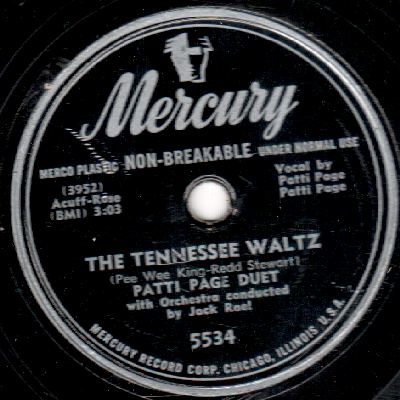 Mercury
MERCO PLASTIC NON-BREAKABLE UNDER NORMAL USE
(3952)
Acuff-Rose
(BMI) 3:03
Vocal by
Patti Page
Patti Page
THE TENNESSEE WALTZ
(Pee Wee King-Redd Stewart)
PATTI PAGE DUET
with Orchestra conducted
by Jack Rael
5534
MERCURY RECORD CORP. CHICAGO, ILLINOIS U.S.A.